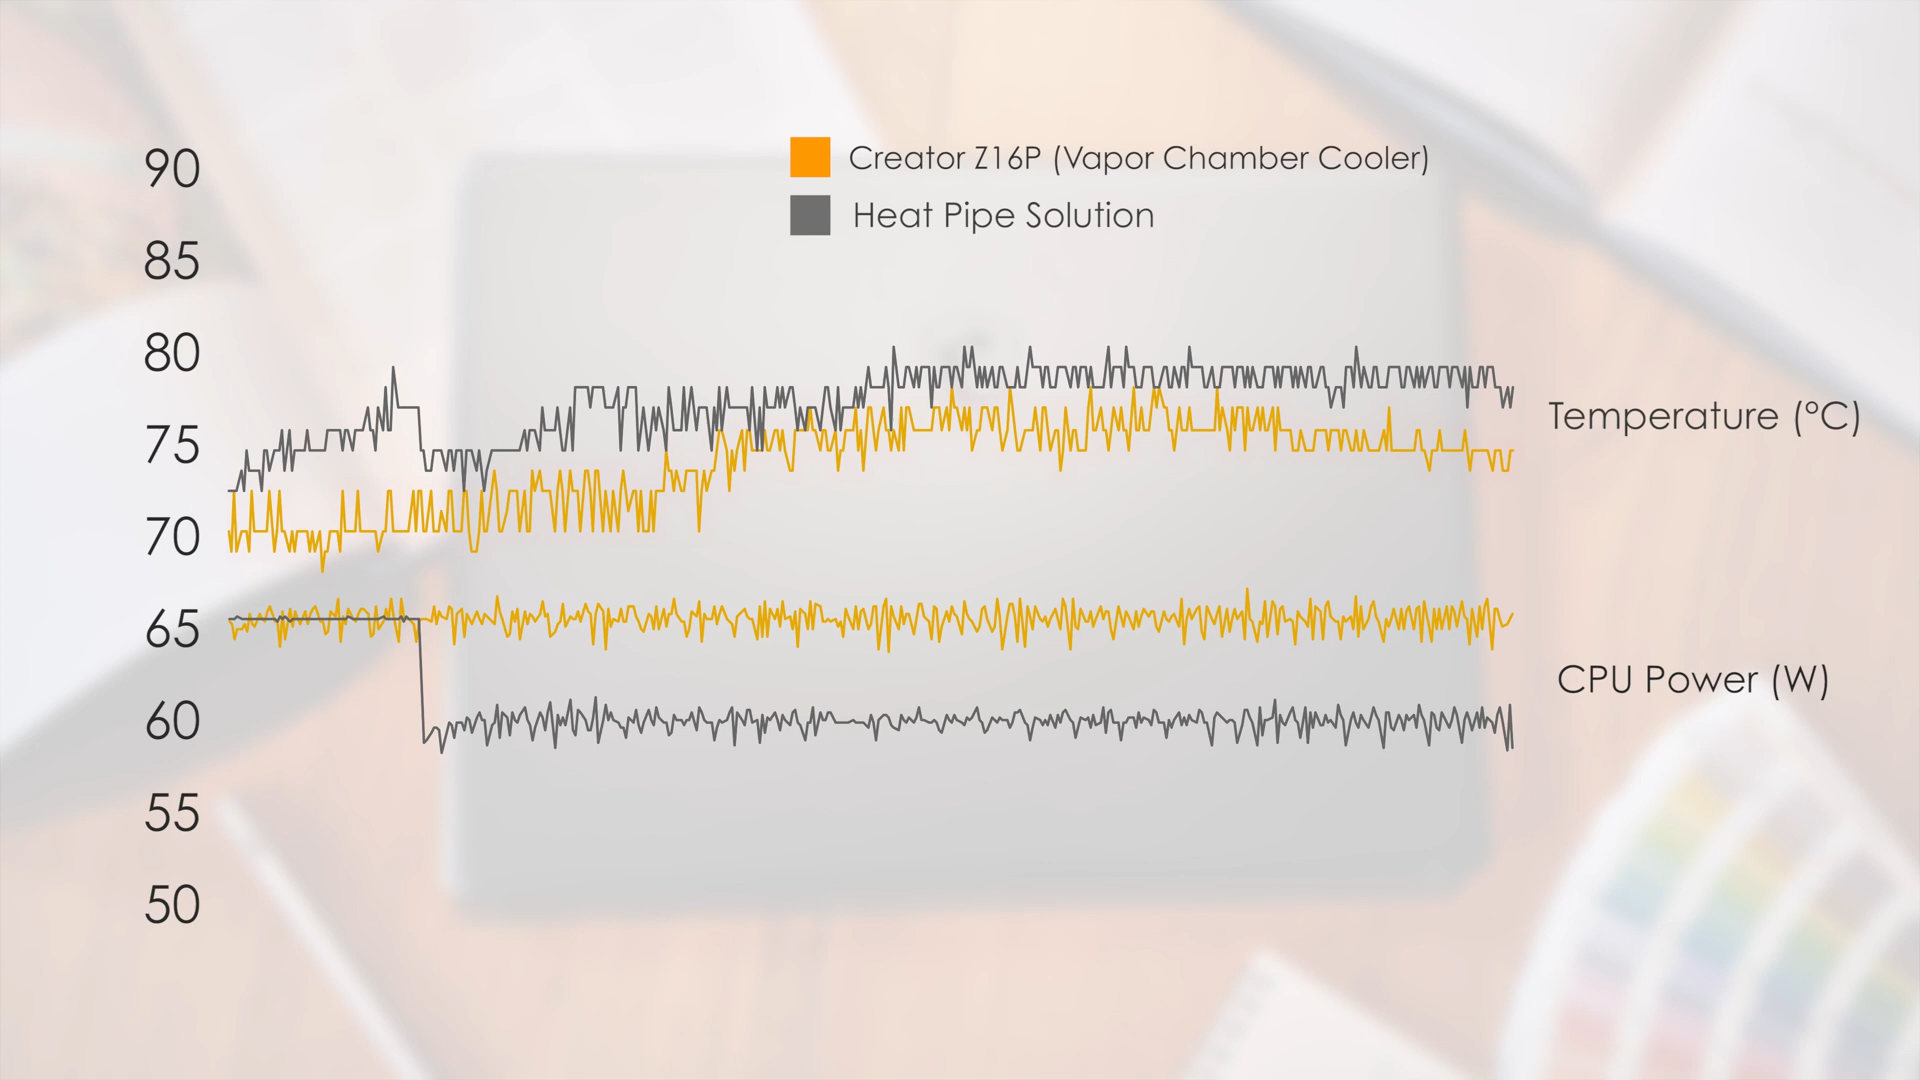 Creator Z16P (Vapor Chamber Cooler)
Heat Pipe Solution
90
85
80
75
70
65
60
55
50
Temperature (°C)
CPU Power (W)